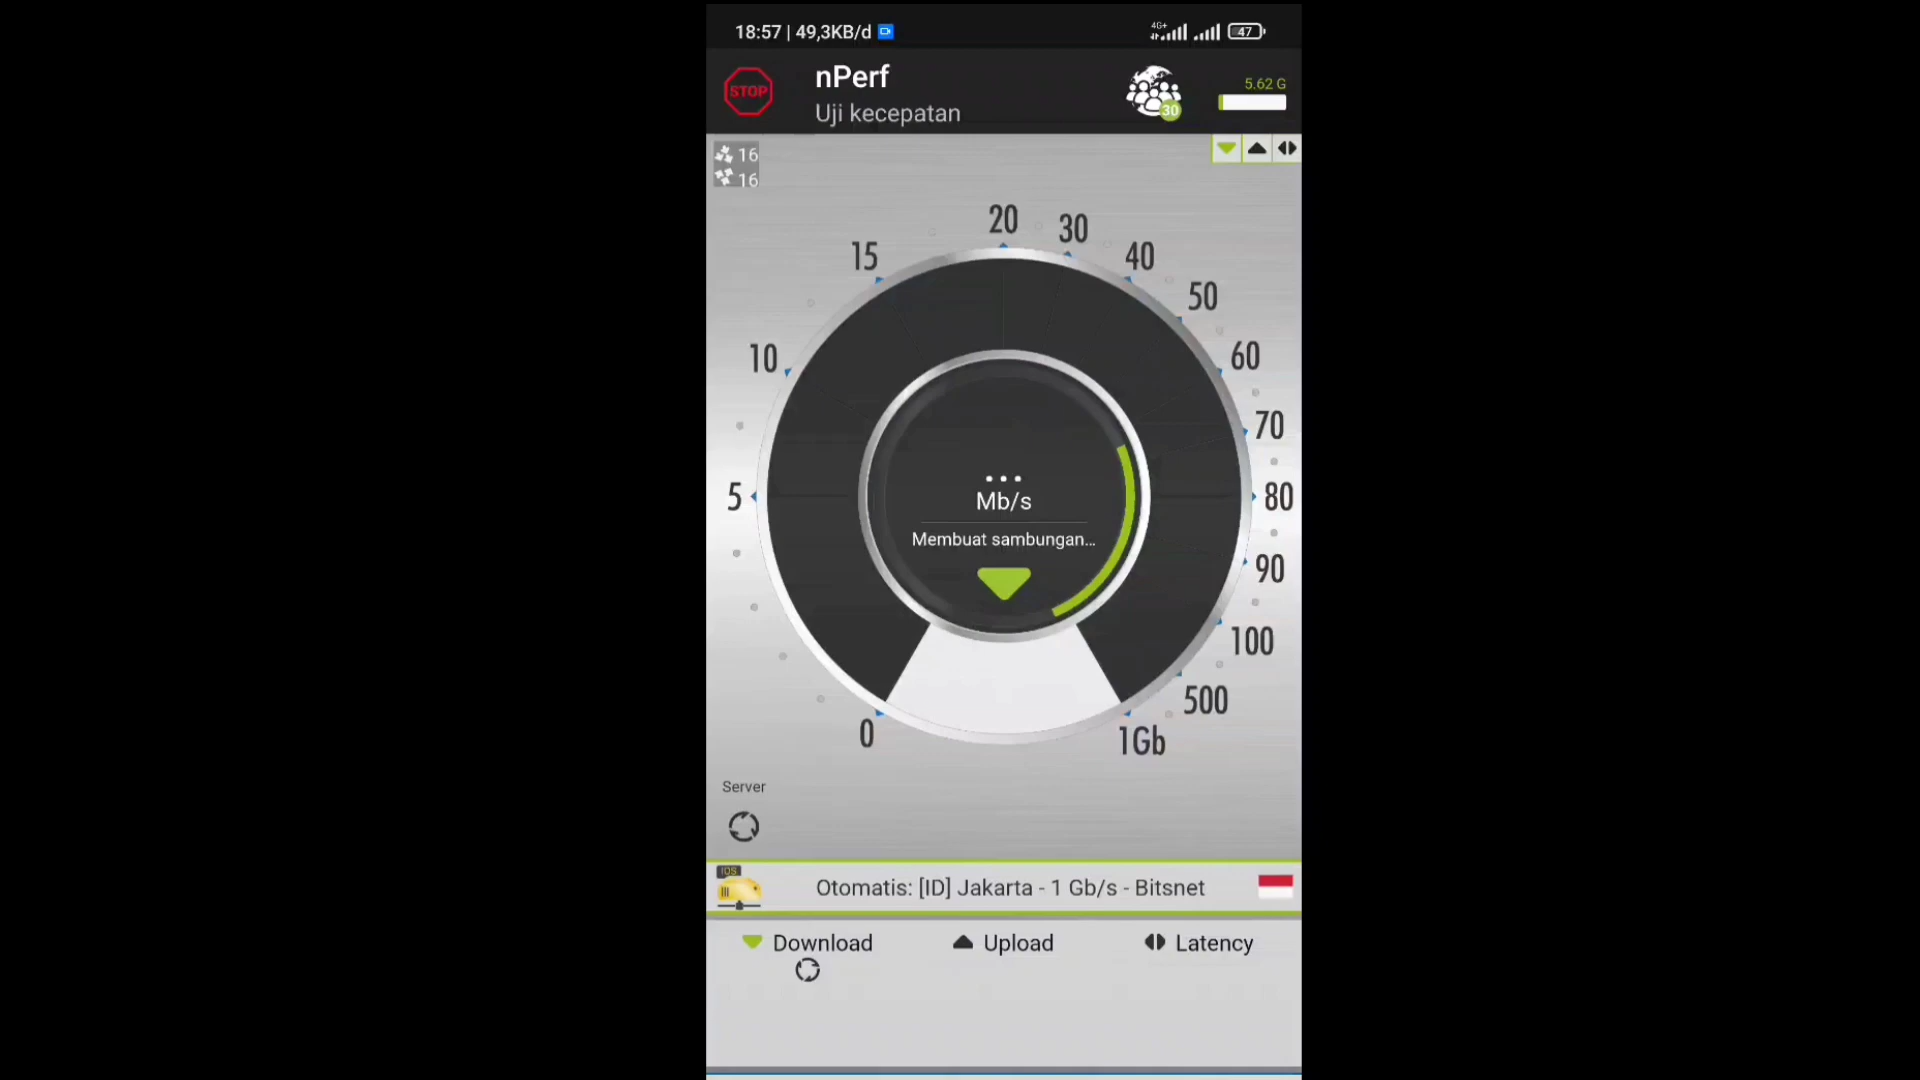 18:57 | 49,3KB/d
4G+
47
STOP
nPerf
Uji kecepatan
30
5.62 G
16
16
20
30
15
40
50
10
60
70
5
80
90
100
500
0
1Gb
...
Mb/s
Membuat sambungan...
Server
IQS
Otomatis: [ID] Jakarta - 1 Gb/s - Bitsnet
Download
Upload
Latency